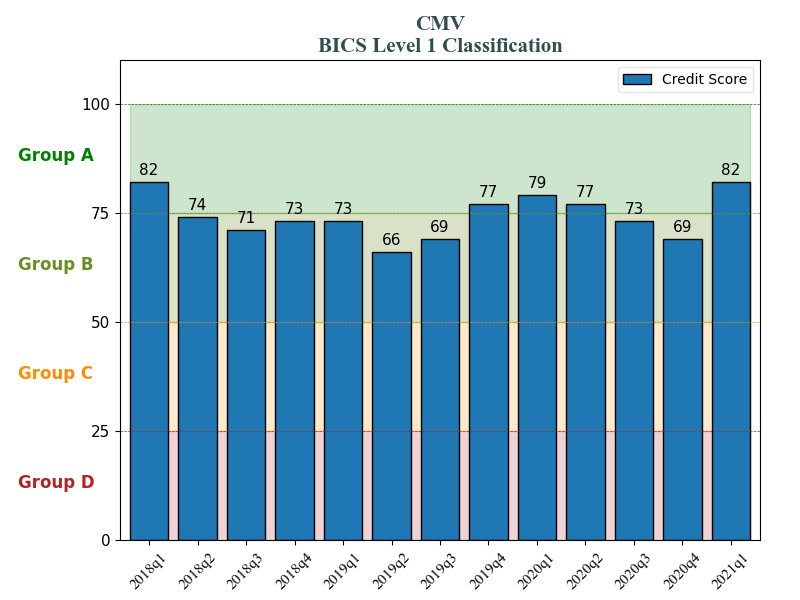 CMV
BICS Level 1 Classification
Credit Score
100
75
50
25
0
Group A
Group B
Group C
Group D
82
74
71
73
73
66
69
77
79
77
73
69
82
2018q1
2018q2
2018q3
2018q4
2019q1
2019q2
2019q3
2019q4
2020q1
2020q2
2020q3
2020q4
2021q1